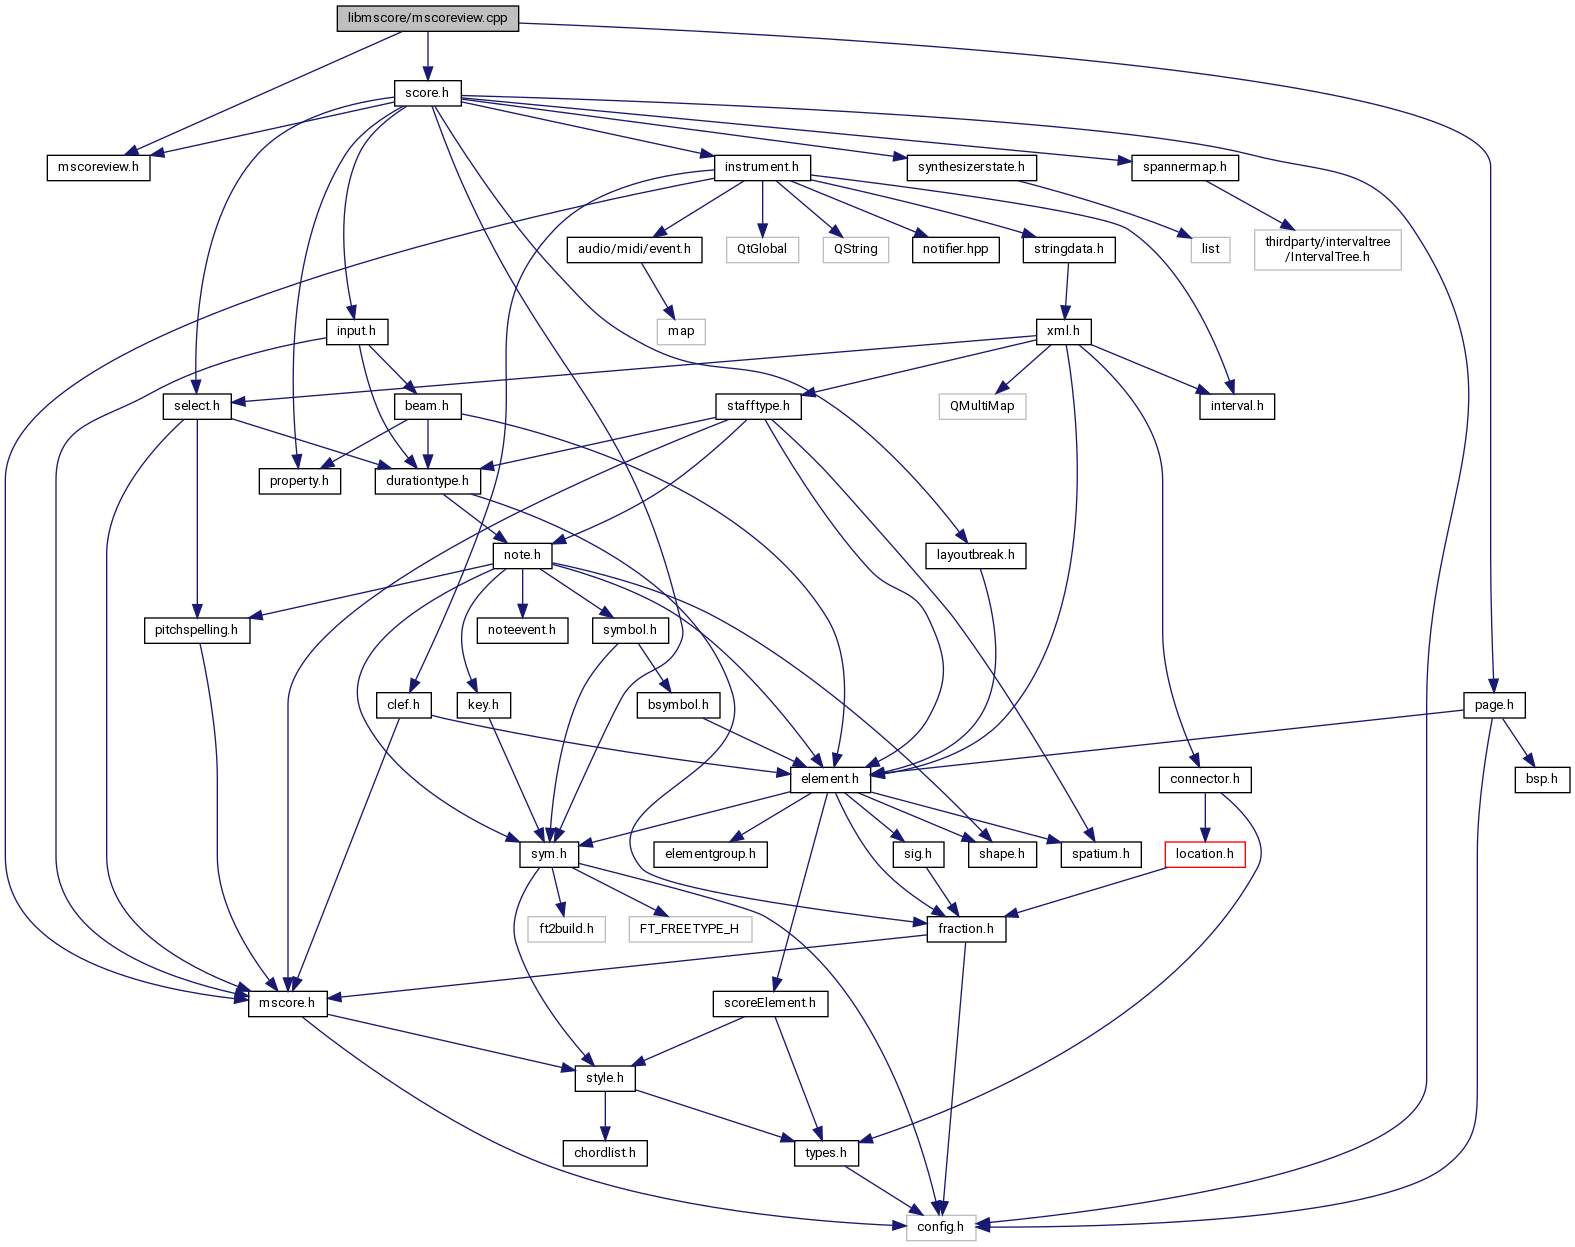 libmscore/mscoreview.cpp
score.h
mscoreview.h
instrument.h
synthesizerstate.h
spannermap.h
audio/midi/event.h
QtGlobal
QString
notifier.hpp
stringdata.h
list
thirdparty/intervaltree
/IntervalTree.h
input.h
map
xml.h
select.h
beam.h
stafftype.h
QMultiMap
interval.h
property.h
durationtype.h
note.h
layoutbreak.h
pitchspelling.h
noteevent.h
symbol.h
clef.h
key.h
bsymbol.h
page.h
element.h
connector.h
bsp.h
sym.h
elementgroup.h
sig.h
shape.h
spatium.h
location.h
ft2build.h
FT_FREETYPE_H
fraction.h
mscore.h
scoreElement.h
style.h
chordlist.h
types.h
config.h